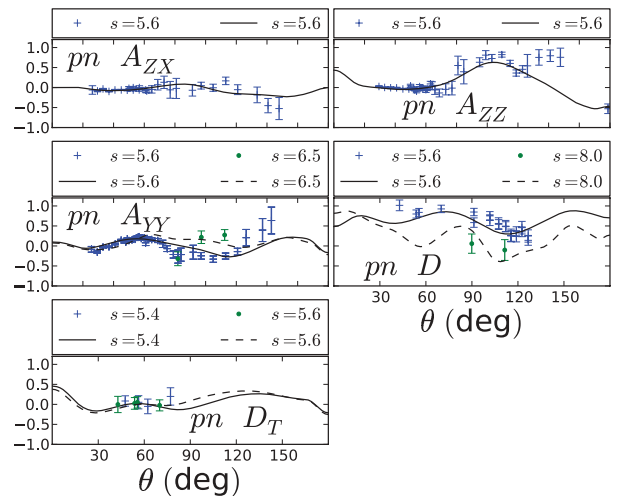 s=5.6 s=5.6 s=5.6 s=5.6
1.0
0.5
0.0
−0.5
−1.0
pn A_ZX
pn A_ZZ
s=5.6 s=6.5 s=5.6 s=8.0
s=5.6 s=6.5 s=5.6 s=8.0
1.0
0.5
0.0
−0.5
−1.0
pn A_YY
pn D
30 60 90 120 150
θ (deg)
s=5.4 s=5.6
s=5.4 s=5.6
1.0
0.5
0.0
−0.5
−1.0
pn D_T
30 60 90 120 150
θ (deg)